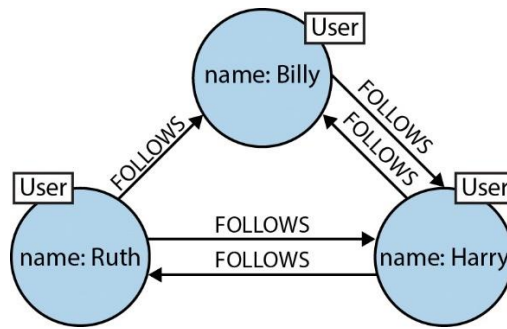 User
name: Billy
FOLLOWS
FOLLOWS
FOLLOWS
User
User
name: Ruth
FOLLOWS
FOLLOWS
name: Harry